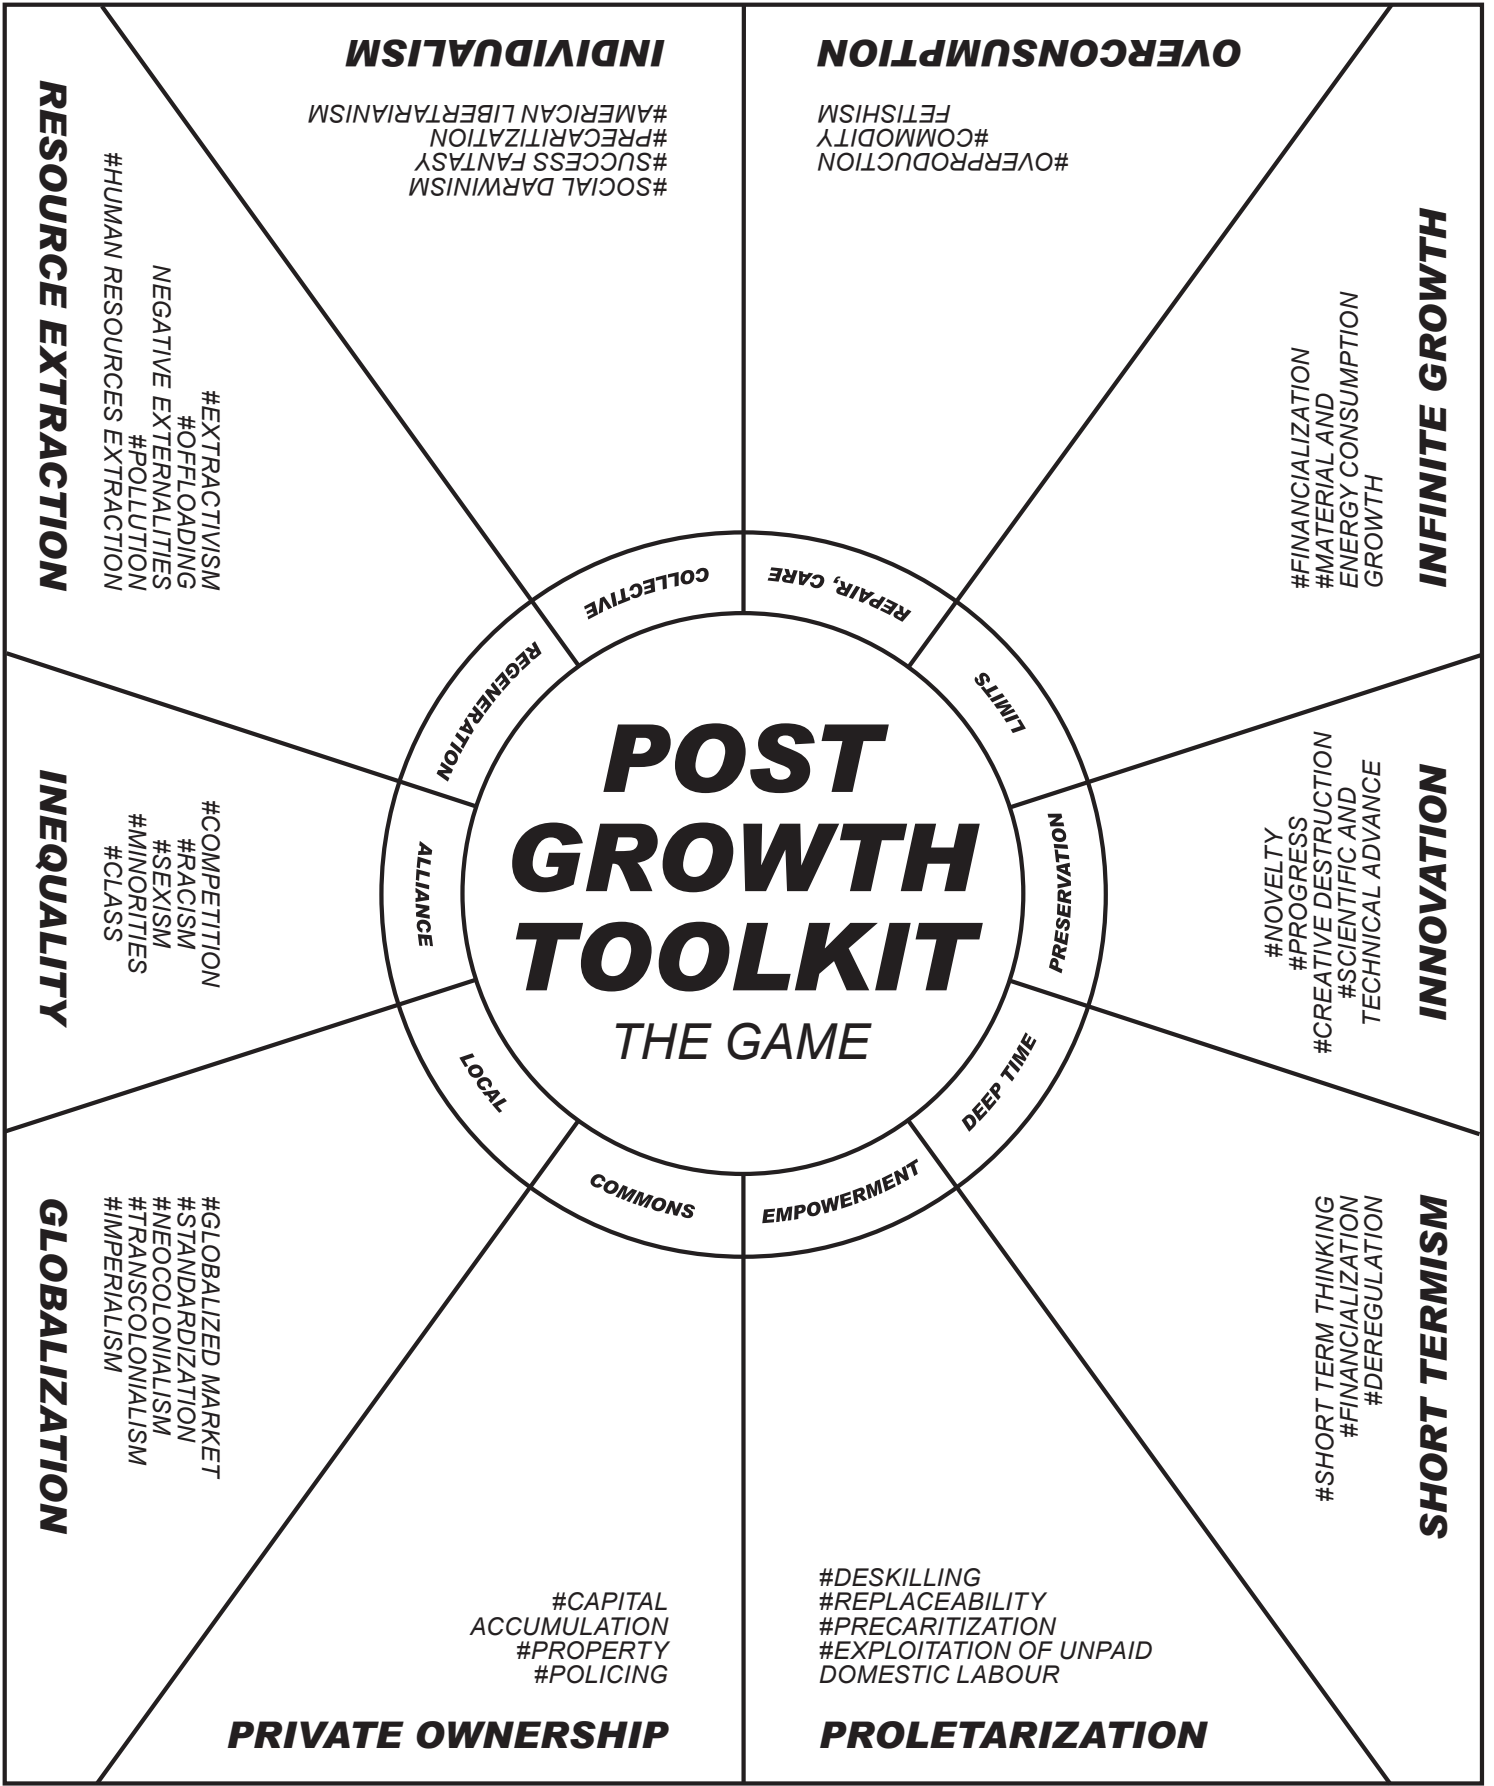 POST
GROWTH
TOOLKIT
THE GAME
COLLECTIVE
REPAIR, CARE
LIMITS
PRESERVATION
DEEP TIME
EMPOWERMENT
COMMONS
LOCAL
ALLIANCE
REGENERATION
INDIVIDUALISM
#AMERICAN LIBERTARIANISM
#PRECARITIZATION
#SUCCESS FANTASY
#SOCIAL DARWINISM
OVERCONSUMPTION
#OVERPRODUCTION
#COMMODITY
FETISHISM
INFINITE GROWTH
#FINANCIALIZATION
#MATERIAL AND
ENERGY CONSUMPTION
GROWTH
INNOVATION
#NOVELTY
#PROGRESS
#CREATIVE DESTRUCTION
#SCIENTIFIC AND
TECHNICAL ADVANCE
SHORT TERMISM
#SHORT TERM THINKING
#FINANCIALIZATION
#DEREGULATION
#DESKILLING
#REPLACEABILITY
#PRECARITIZATION
#EXPLOITATION OF UNPAID
DOMESTIC LABOUR
PROLETARIZATION
#CAPITAL
ACCUMULATION
#PROPERTY
#POLICING
PRIVATE OWNERSHIP
GLOBALIZATION
#GLOBALIZED MARKET
#STANDARDIZATION
#NEOCOLONIALISM
#TRANSCOLONIALISM
#IMPERIALISM
INEQUALITY
#COMPETITION
#RACISM
#SEXISM
#MINORITIES
#CLASS
RESOURCE EXTRACTION
#EXTRACTIVISM
#OFFLOADING
NEGATIVE EXTERNALITIES
#POLLUTION
#HUMAN RESOURCES EXTRACTION